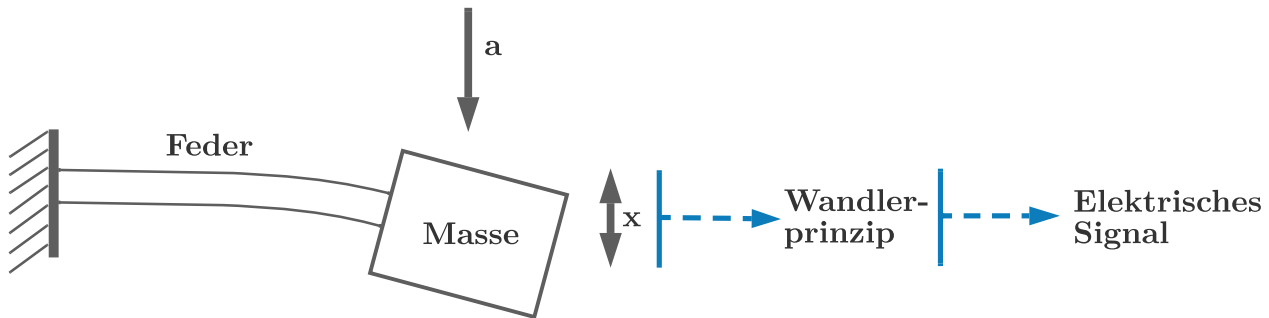 a
Feder
Masse
x
Wandler-
prinzip
Elektrisches
Signal